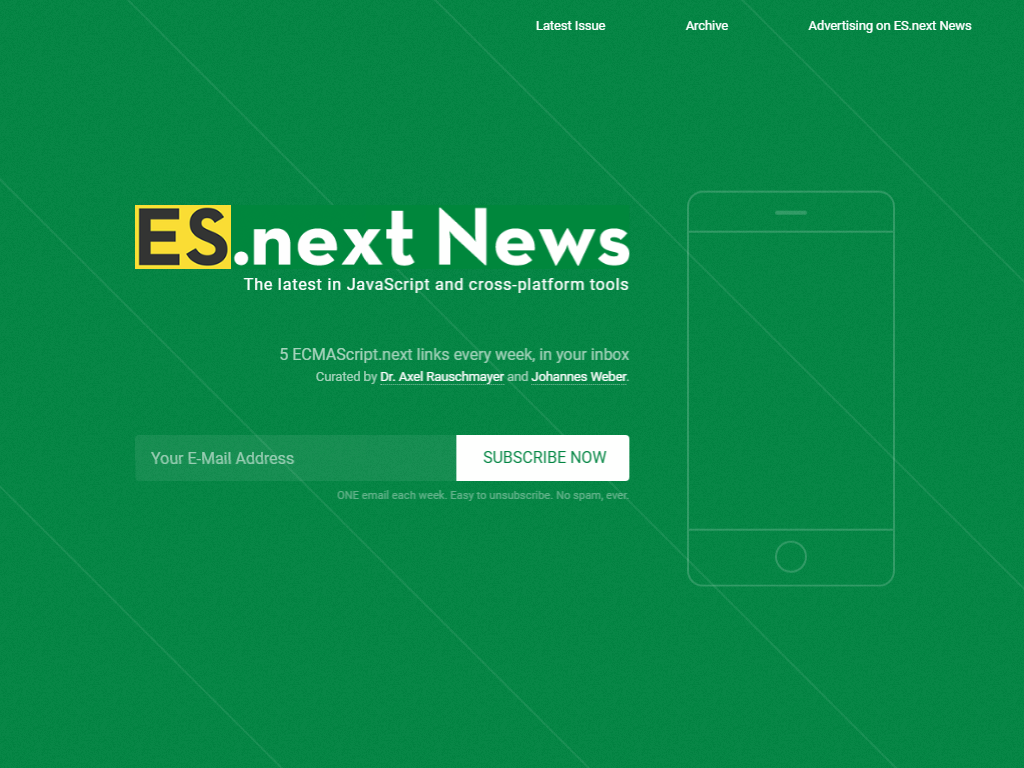 Latest Issue Archive Advertising on ES.next News
ES.next News
The latest in JavaScript and cross-platform tools
5 ECMAScript.next links every week, in your inbox
Curated by Dr. Axel Rauschmayer and Johannes Weber.
Your E-Mail Address SUBSCRIBE NOW
ONE email each week. Easy to unsubscribe. No spam, ever.